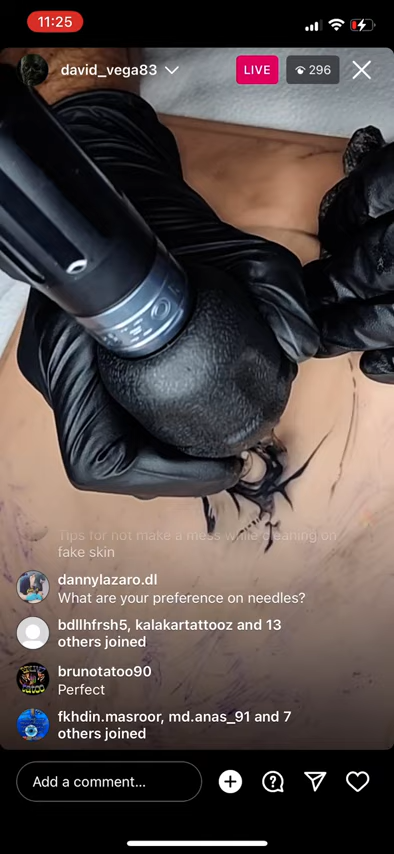 11:25
david_vega83
LIVE
296
Tips for not make a mess while cleaning on
fake skin
dannylazaro.dl
What are your preference on needles?
bdllhfrsh5, kalakartattooz and 13
others joined
brunotatoo90
Perfect
fkhdin.masroor, md.anas_91 and 7
others joined
Add a comment...